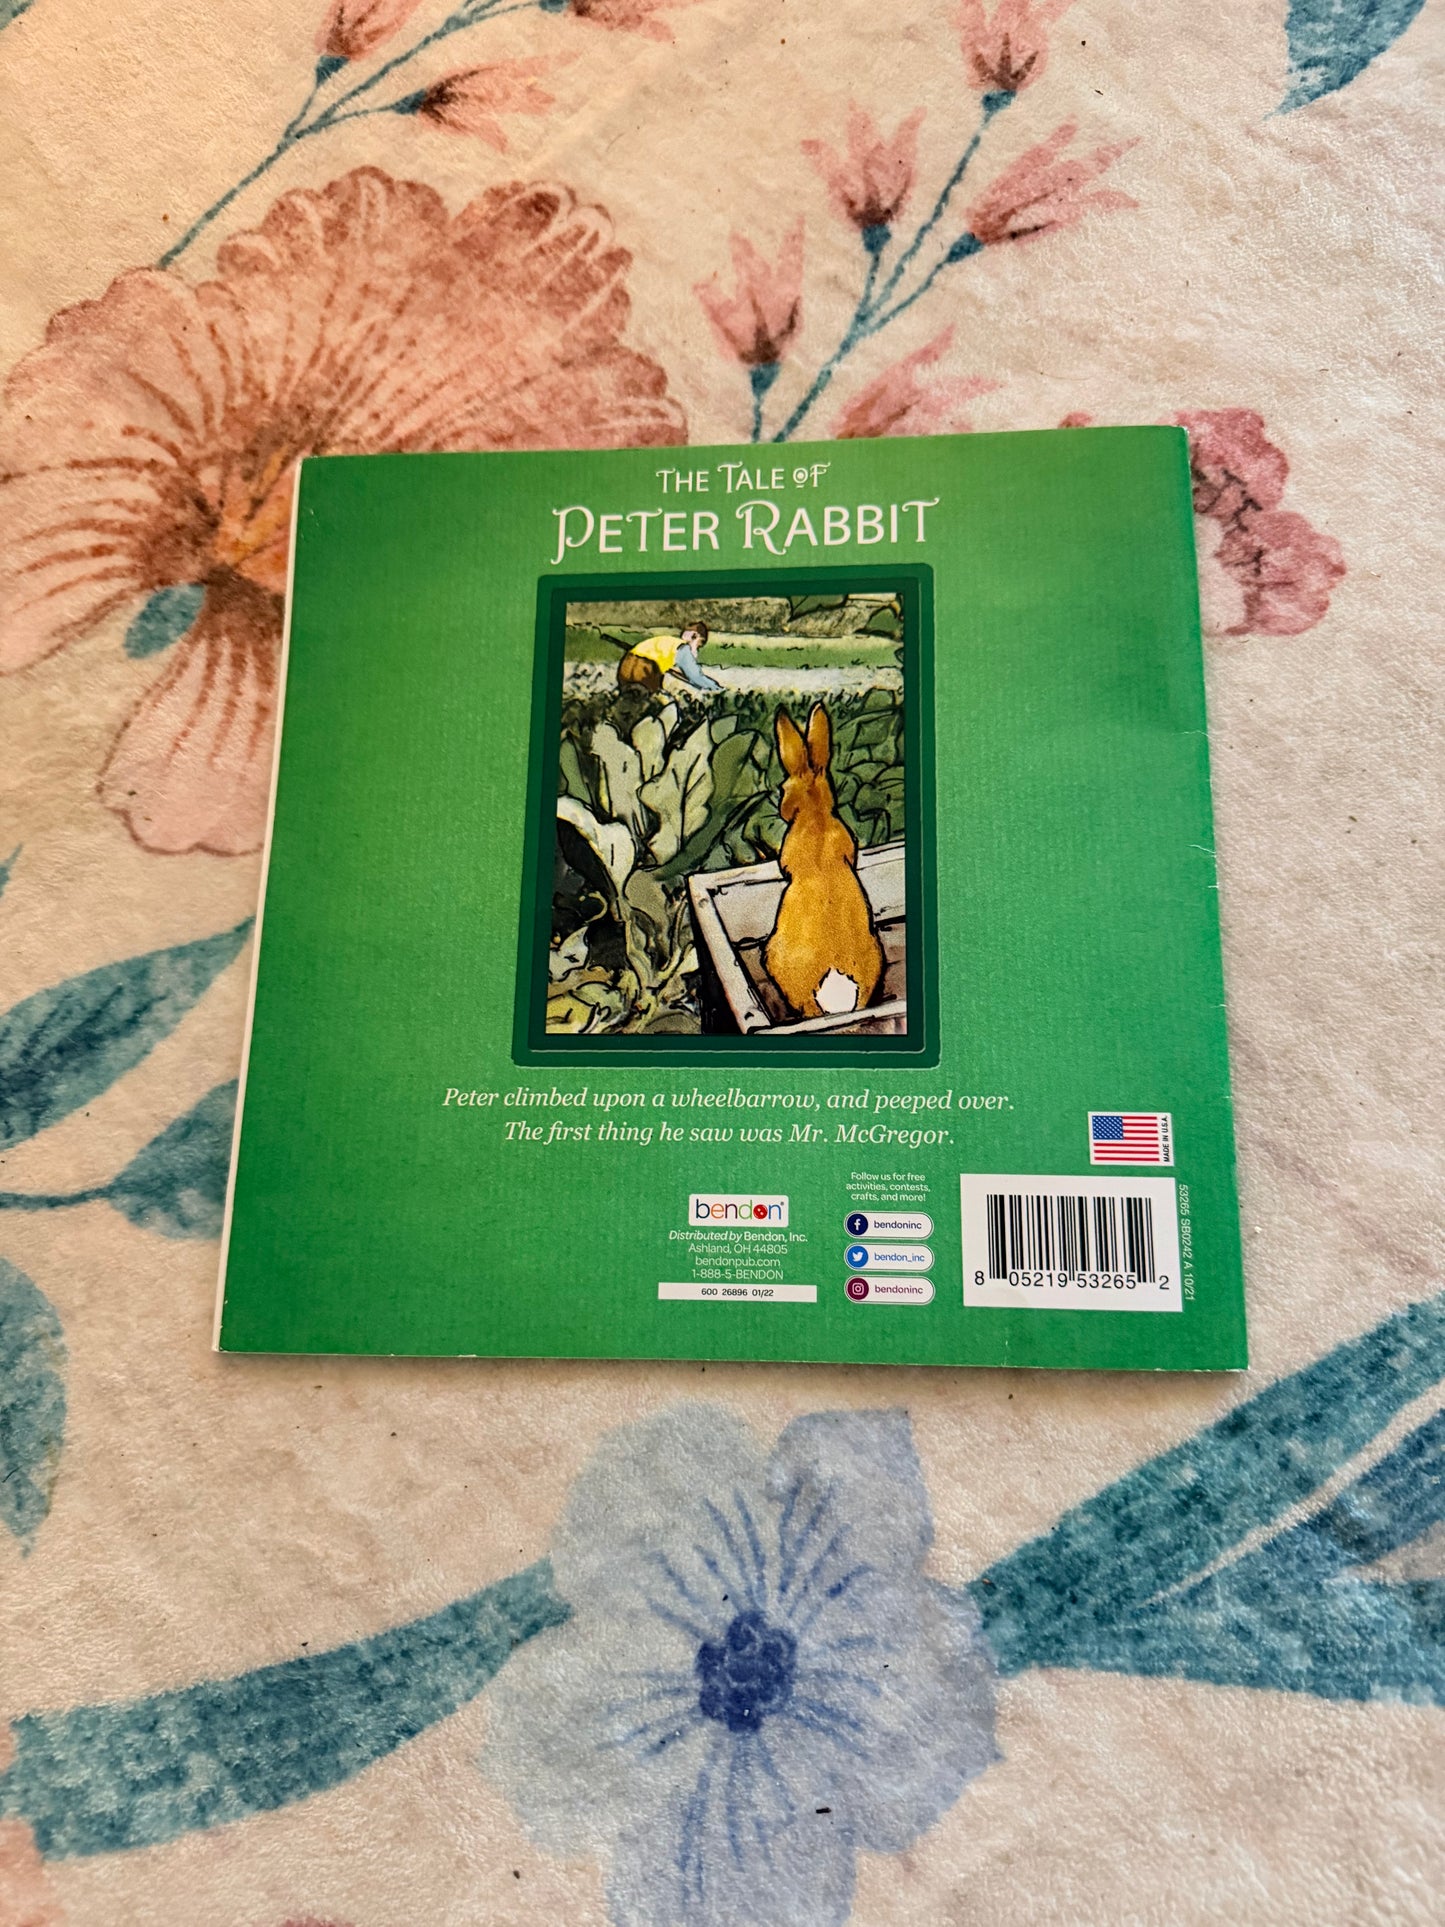 THE TALE OF
PETER RABBIT
Peter climbed upon a wheelbarrow, and peeped over.
The first thing he saw was Mr. McGregor.
MADE IN U.S.A.
bendon®
Distributed by Bendon, Inc.
Ashland, OH 44805
bendonpub.com
1-888-5-BENDON
600 26896 01/22
Follow us for free
activities, contests,
crafts, and more!
bendoninc
bendon_inc
bendoninc
8 05219 53265 2
53265 SB0242 A 10/21